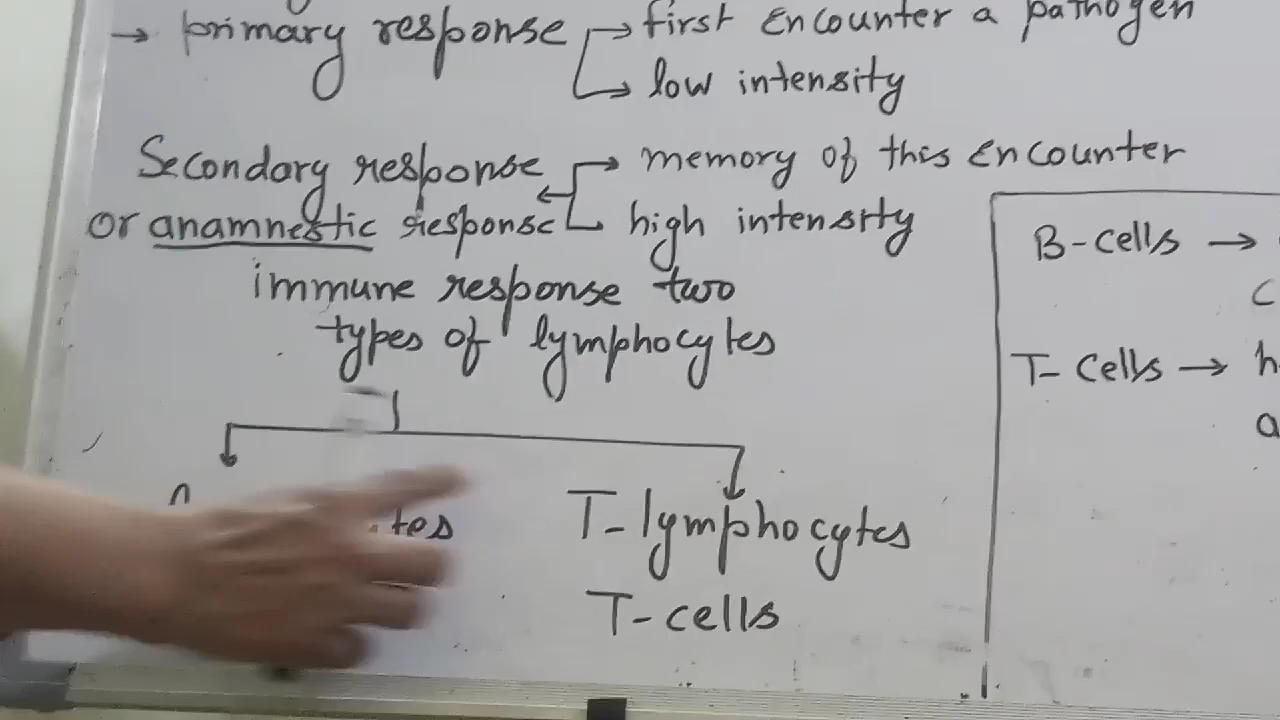 → primary response → first encounter a pathogen
→ low intensity
Secondary response → memory of this encounter
or anamnestic response high intensity
immune response two
types of lymphocytes
T-lymphocytes
T-cells
B-cells →
T-cells →